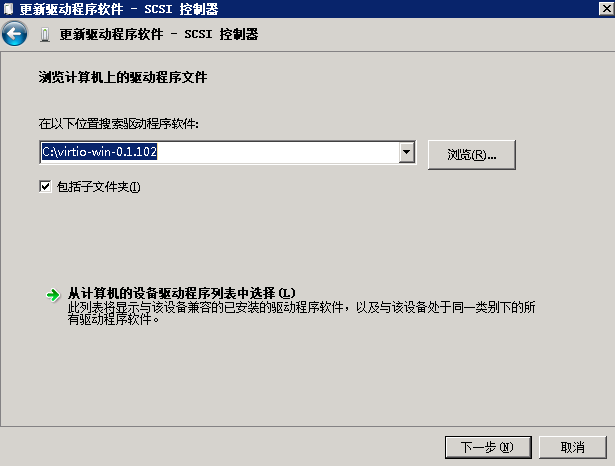 更新驱动程序软件 - SCSI 控制器
更新驱动程序软件 - SCSI 控制器
浏览计算机上的驱动程序文件
在以下位置搜索驱动程序软件:
C:\virtio-win-0.1.102
浏览(R)...
包括子文件夹(I)
从计算机的设备驱动程序列表中选择(L)
此列表将显示与该设备兼容的已安装的驱动程序软件，以及与该设备处于同一类别下的所
有驱动程序软件。
下一步(N)
取消